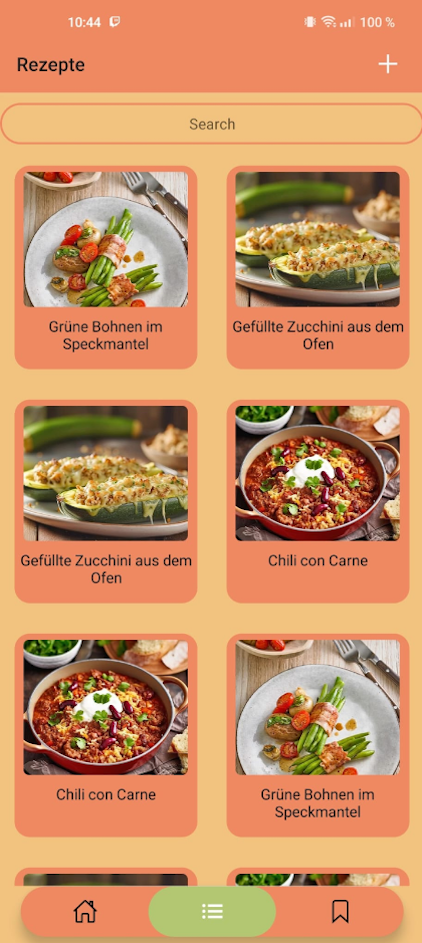 10:44 100 %
Rezepte
Search
Grüne Bohnen im
Speckmantel
Gefüllte Zucchini aus dem
Ofen
Gefüllte Zucchini aus dem
Ofen
Chili con Carne
Chili con Carne
Grüne Bohnen im
Speckmantel